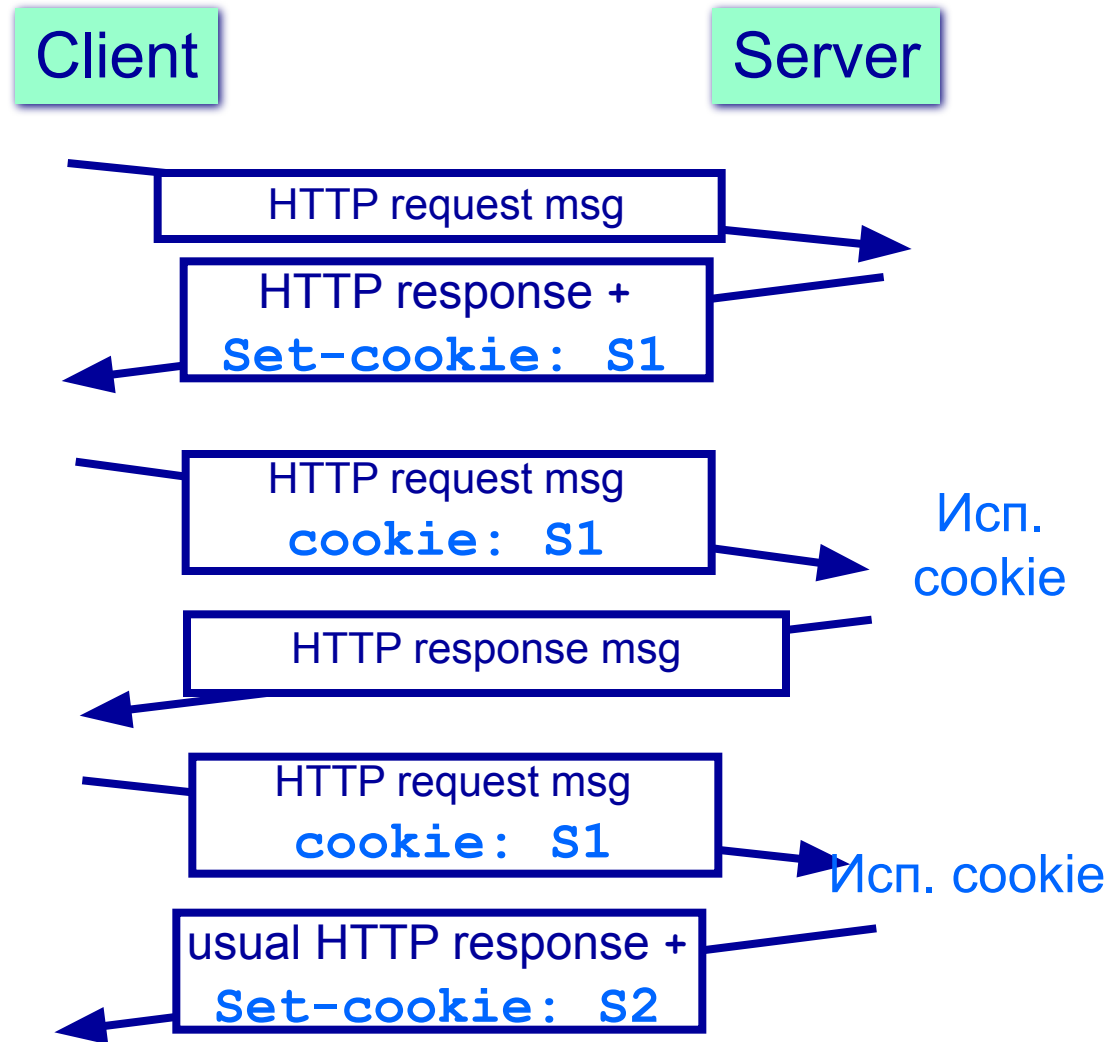 Client
Server
HTTP request msg
HTTP response +
Set-cookie: S1
HTTP request msg
cookie: S1
Исп.
cookie
HTTP response msg
HTTP request msg
cookie: S1
Исп. cookie
usual HTTP response +
Set-cookie: S2